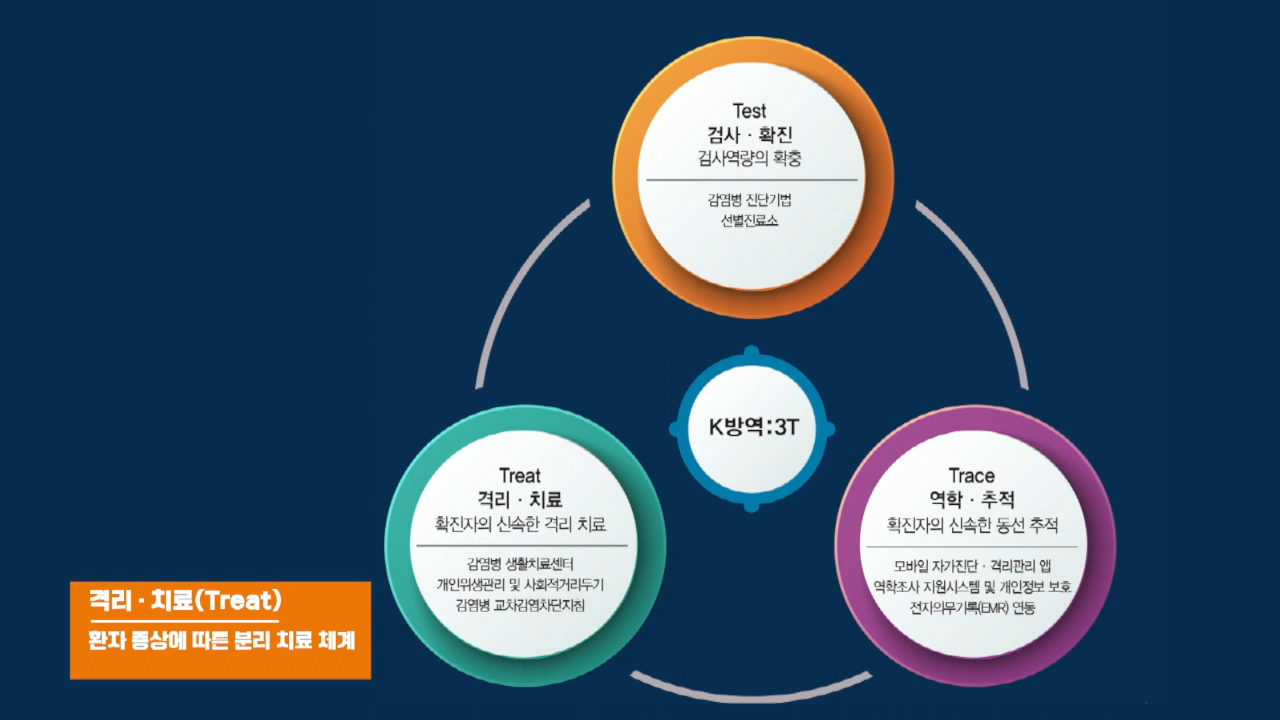 Test
검사 · 확진
검사역량의 확충
감염병 진단기법
선별진료소
K방역:3T
Treat
격리 · 치료
확진자의 신속한 격리 치료
감염병 생활치료센터
개인위생관리 및 사회적거리두기
감염병 교차감염차단지침
Trace
역학 · 추적
확진자의 신속한 동선 추적
모바일 자가진단 · 격리관리 앱
역학조사 지원시스템 및 개인정보 보호
전자의무기록(EMR) 연동
격리 · 치료(Treat)
환자 증상에 따른 분리 치료 체계